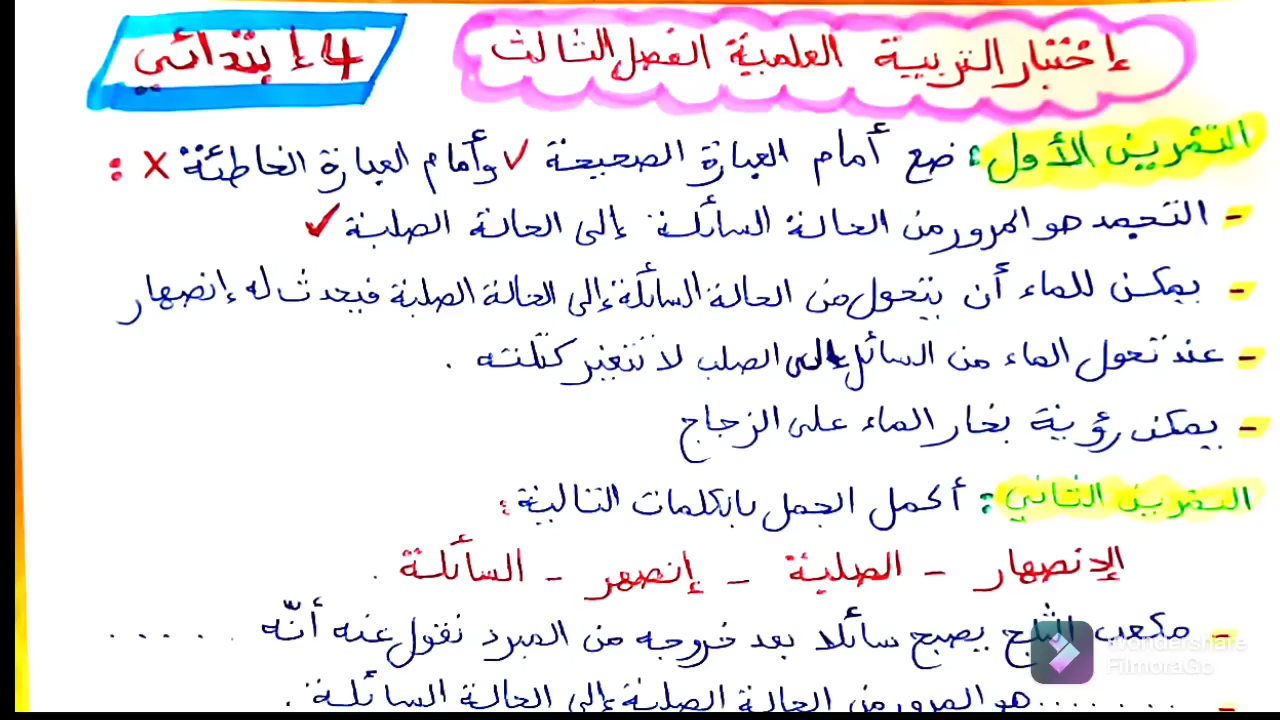 إختبار التربية العلمية الفصل الثالث
4 إبتدائي
التمرين الأول: ضع أمام العبارة الصحيحة ✓ وأمام العبارة الخاطئة X :
- التجمد هو المرور من الحالة السائلة إلى الحالة الصلبة ✓
- يمكن للماء أن يتحول من الحالة السائلة إلى الحالة الصلبة فيحدث له إنصهار
- عند تحول الماء من السائل إلى الصلب لا تتغير كتلته .
- يمكن رؤية بخار الماء على الزجاج
التمرين الثاني: أكمل الجمل بالكلمات التالية:
الإنصهار - الصلبة - إنصهر - السائلة .
- مكعب الثلج يصبح سائلا بعد خروجه من المبرد نقول عنه أنّه . . . . . .
- . . . . . . . . هو المرور من الحالة الصلبة إلى الحالة السائلة .
Wondershare
FilmoraGo